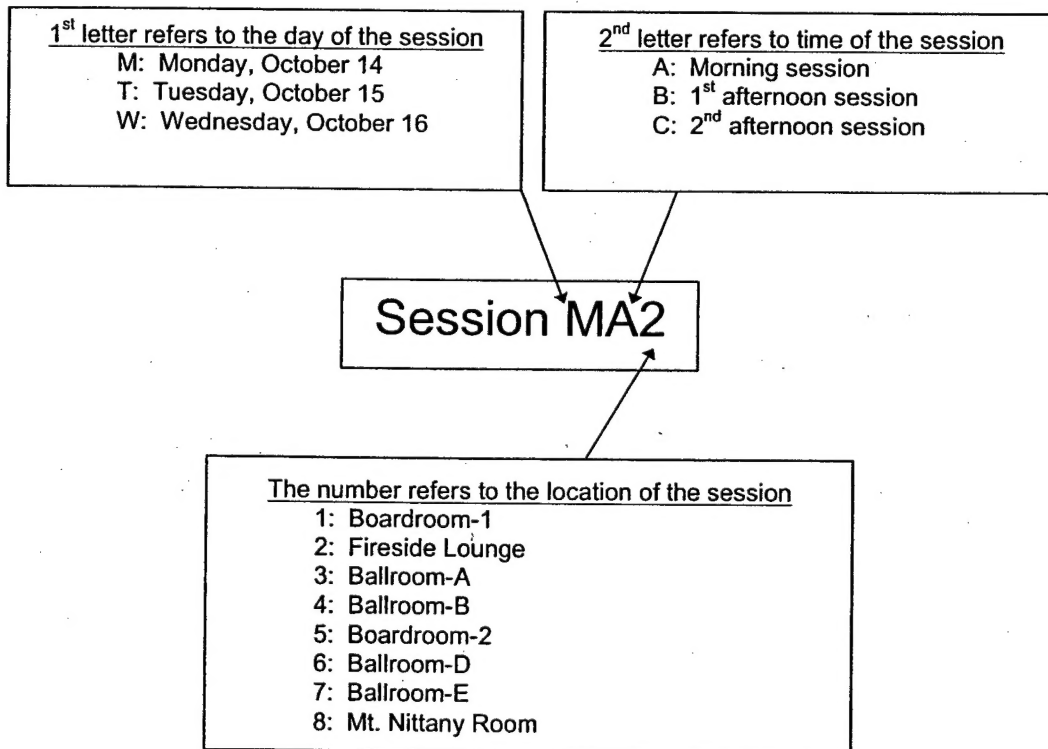 1st letter refers to the day of the session
M: Monday, October 14
T: Tuesday, October 15
W: Wednesday, October 16
2nd letter refers to time of the session
A: Morning session
B: 1st afternoon session
C: 2nd afternoon session
Session MA2
The number refers to the location of the session
1: Boardroom-1
2: Fireside Lounge
3: Ballroom-A
4: Ballroom-B
5: Boardroom-2
6: Ballroom-D
7: Ballroom-E
8: Mt. Nittany Room